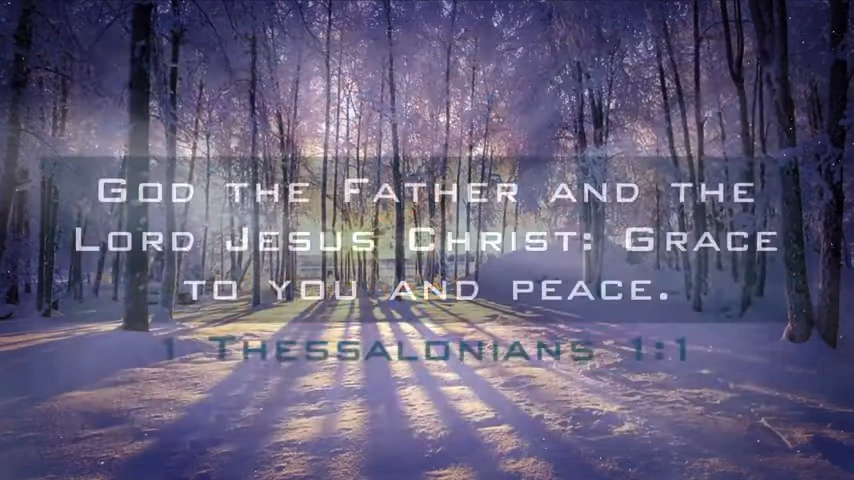 God the Father and the
Lord Jesus Christ: Grace
to you and peace.
1 Thessalonians 1:1